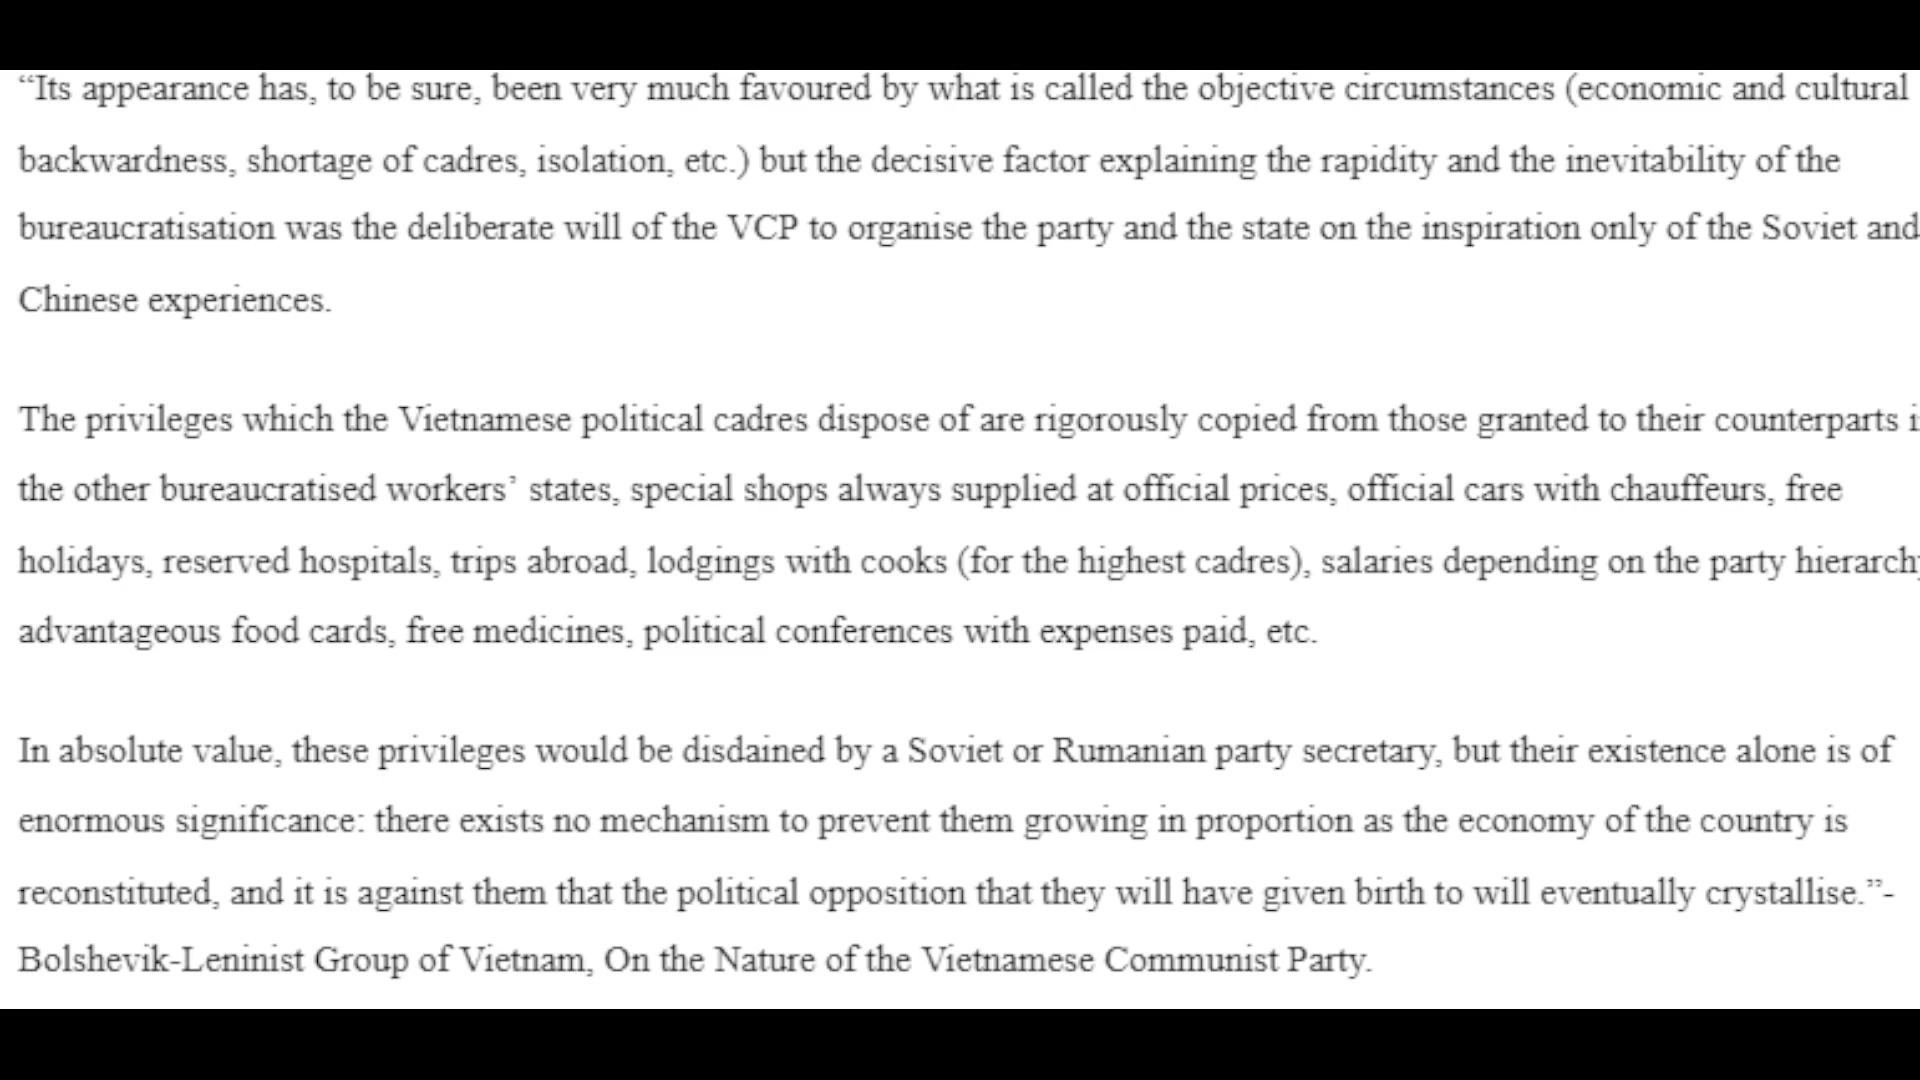 “Its appearance has, to be sure, been very much favoured by what is called the objective circumstances (economic and cultural
backwardness, shortage of cadres, isolation, etc.) but the decisive factor explaining the rapidity and the inevitability of the
bureaucratisation was the deliberate will of the VCP to organise the party and the state on the inspiration only of the Soviet and
Chinese experiences.
The privileges which the Vietnamese political cadres dispose of are rigorously copied from those granted to their counterparts i
the other bureaucratised workers’ states, special shops always supplied at official prices, official cars with chauffeurs, free
holidays, reserved hospitals, trips abroad, lodgings with cooks (for the highest cadres), salaries depending on the party hierarchy
advantageous food cards, free medicines, political conferences with expenses paid, etc.
In absolute value, these privileges would be disdained by a Soviet or Rumanian party secretary, but their existence alone is of
enormous significance: there exists no mechanism to prevent them growing in proportion as the economy of the country is
reconstituted, and it is against them that the political opposition that they will have given birth to will eventually crystallise.”-
Bolshevik-Leninist Group of Vietnam, On the Nature of the Vietnamese Communist Party.